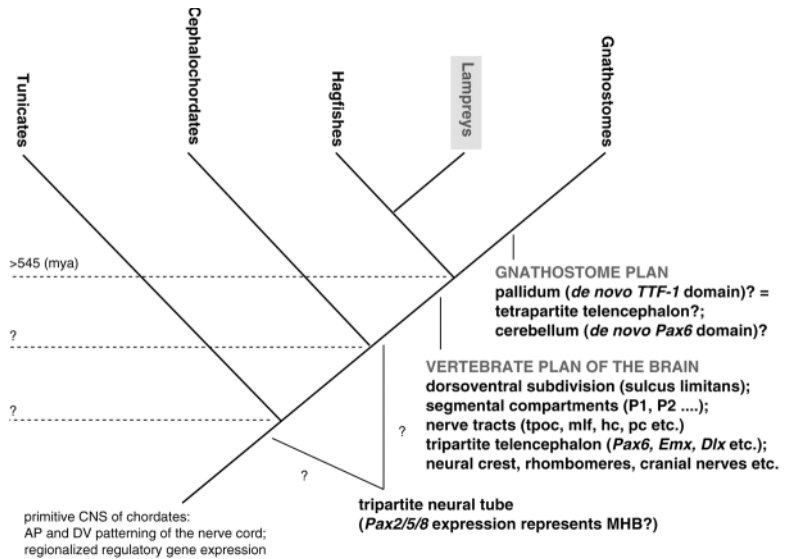 Tunicates
Cephalochordates
Hagfishes
Lampreys
Gnathostomes
>545 (mya)
?
?
GNATHOSTOME PLAN
pallidum (de novo TTF-1 domain)? =
tetrapartite telencephalon?;
cerebellum (de novo Pax6 domain)?
VERTEBRATE PLAN OF THE BRAIN
dorsoventral subdivision (sulcus limitans);
segmental compartments (P1, P2 ....);
nerve tracts (tpoc, mlf, hc, pc etc.)
tripartite telencephalon (Pax6, Emx, Dlx etc.);
neural crest, rhombomeres, cranial nerves etc.
?
?
tripartite neural tube
(Pax2/5/8 expression represents MHB?)
primitive CNS of chordates:
AP and DV patterning of the nerve cord;
regionalized regulatory gene expression